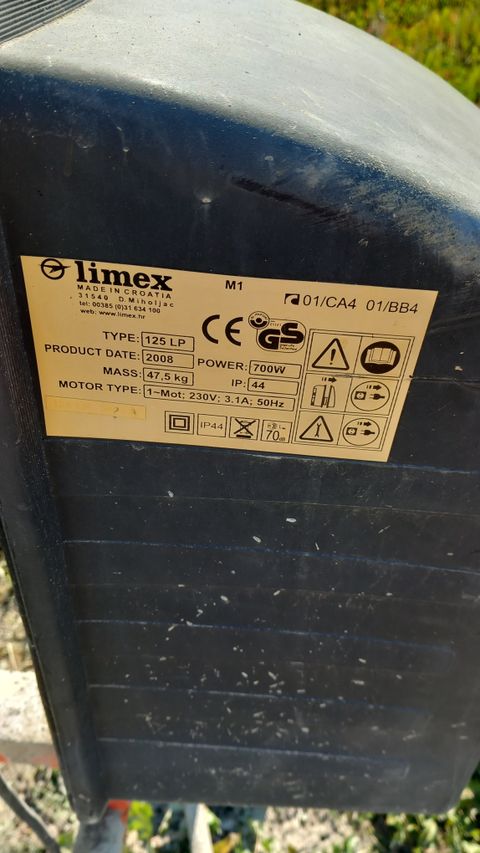 limex
MADE IN CROATIA
31540 D.Miholjac
tel: 00385 (0)31 634 100
web: www.limex.hr
M1
01/CA4 01/BB4
TYPE: 125 LP
PRODUCT DATE: 2008
MASS: 47,5 kg
POWER: 700W
IP: 44
MOTOR TYPE: 1~Mot; 230V; 3.1A; 50Hz
CE
GS
IP44
70